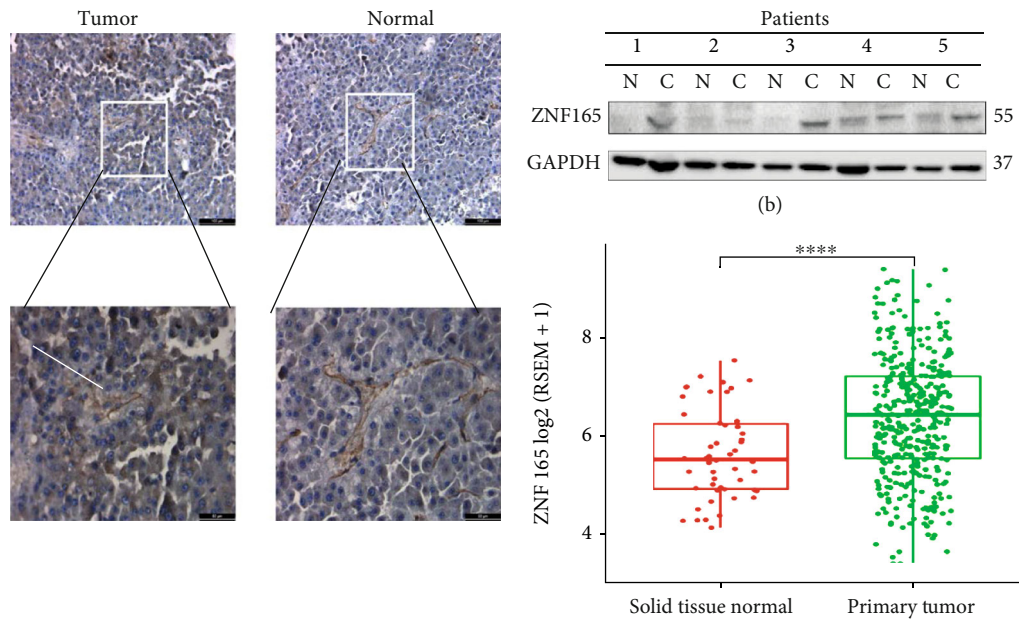 Tumor
Normal
Patients
1 2 3 4 5
N C N C N C N C N C
ZNF165 55
GAPDH 37
(b)
****
ZNF 165 log2 (RSEM + 1)
8
6
4
Solid tissue normal
Primary tumor